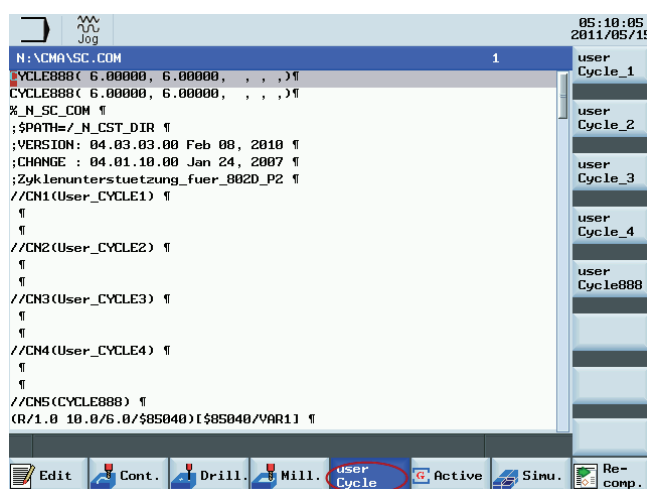 Jog
05:10:05
2011/05/15
N:\CMA\SC.COM 1
YCLE888( 6.00000, 6.00000, , , ,)¶
CYCLE888( 6.00000, 6.00000, , , ,)¶
%_N_SC_COM ¶
;$PATH=/_N_CST_DIR ¶
;VERSION: 04.03.03.00 Feb 08, 2010 ¶
;CHANGE : 04.01.10.00 Jan 24, 2007 ¶
;Zyklenunterstuetzung_fuer_802D_P2 ¶
//CN1(User_CYCLE1) ¶
¶
¶
//CN2(User_CYCLE2) ¶
¶
¶
//CN3(User_CYCLE3) ¶
¶
¶
//CN4(User_CYCLE4) ¶
¶
¶
//CN5(CYCLE888) ¶
(R/1.0 10.0/6.0/$85040)[$85040/VAR1] ¶
user
Cycle_1
user
Cycle_2
user
Cycle_3
user
Cycle_4
user
Cycle888
Edit
Cont.
Drill.
Mill.
user
Cycle
G Active
Simu.
Re-
comp.